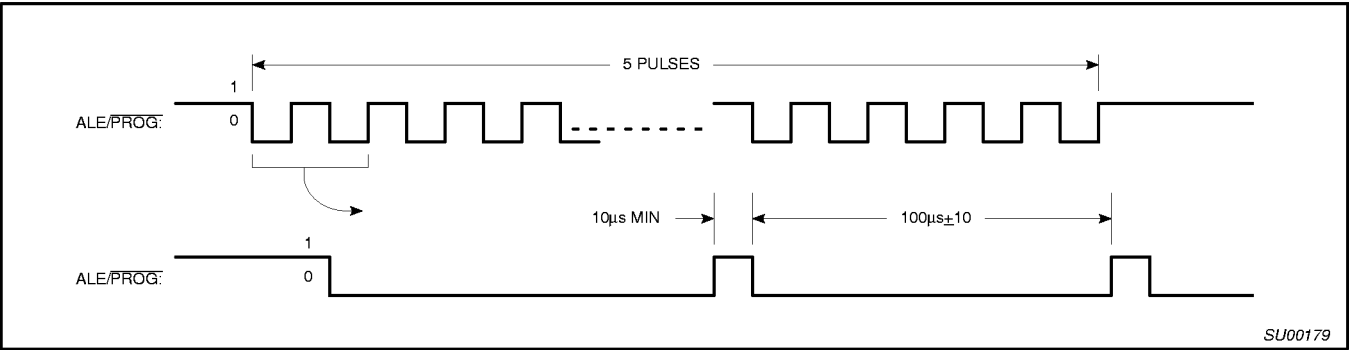 5 PULSES
1
ALE/PROG:
0
10µs MIN
100µs±10
1
ALE/PROG:
0
SU00179